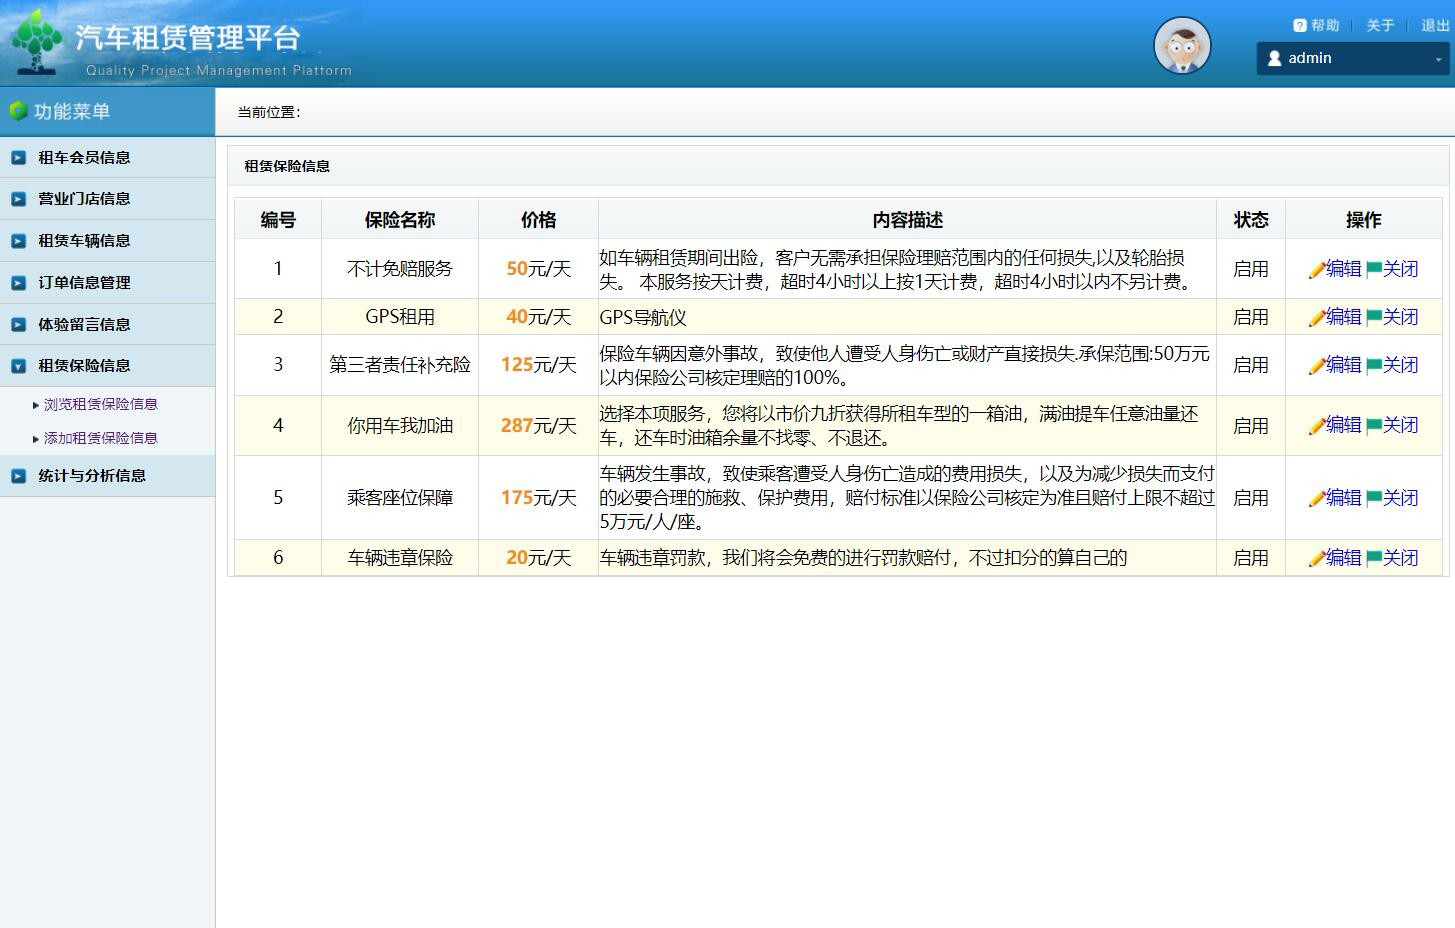 汽车租赁管理平台
Quality Project Management Plattorm
帮助 关于 退出
admin
功能菜单
当前位置：
租车会员信息
营业门店信息
租赁车辆信息
订单信息管理
体验留言信息
租赁保险信息
浏览租赁保险信息
添加租赁保险信息
统计与分析信息
租赁保险信息
编号 保险名称 价格 内容描述 状态 操作
1 不计免赔服务 50元/天 如车辆租赁期间出险，客户无需承担保险理赔范围内的任何损失,以及轮胎损
失。 本服务按天计费，超时4小时以上按1天计费，超时4小时以内不另计费。 启用 编辑 关闭
2 GPS租用 40元/天 GPS导航仪 启用 编辑 关闭
3 第三者责任补充险 125元/天 保险车辆因意外事故，致使他人遭受人身伤亡或财产直接损失.承保范围:50万元
以内保险公司核定理赔的100%。 启用 编辑 关闭
4 你用车我加油 287元/天 选择本项服务，您将以市价九折获得所租车型的一箱油，满油提车任意油量还
车，还车时油箱余量不找零、不退还。 启用 编辑 关闭
5 乘客座位保障 175元/天 车辆发生事故，致使乘客遭受人身伤亡造成的费用损失，以及为减少损失而支付
的必要合理的施救、保护费用，赔付标准以保险公司核定为准且赔付上限不超过
5万元/人/座。 启用 编辑 关闭
6 车辆违章保险 20元/天 车辆违章罚款，我们将会免费的进行罚款赔付，不过扣分的算自己的 启用 编辑 关闭